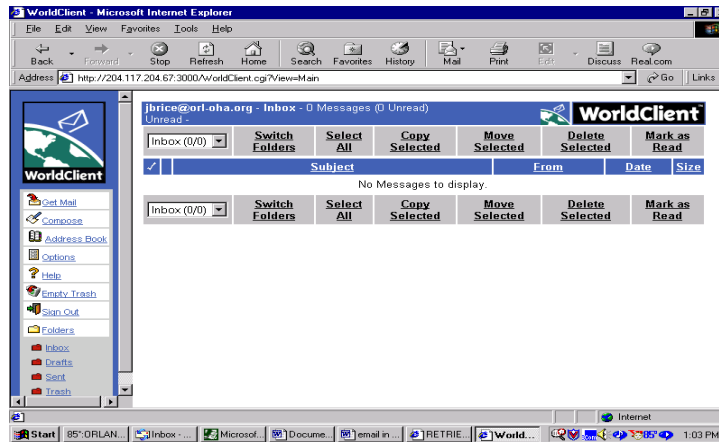 WorldClient - Microsoft Internet Explorer
File Edit View Favorites Tools Help
Back Forward Stop Refresh Home Search Favorites History Mail Print Edit Discuss Real.com
Address http://204.117.204.67:3000/WorldClient.cgi?View=Main Go Links
jbrice@orl-oha.org - Inbox - 0 Messages (0 Unread)
Unread -
WorldClient
Inbox (0/0) Switch Folders Select All Copy Selected Move Selected Delete Selected Mark as Read
Subject From Date Size
No Messages to display.
Inbox (0/0) Switch Folders Select All Copy Selected Move Selected Delete Selected Mark as Read
WorldClient
Get Mail
Compose
Address Book
Options
Help
Empty Trash
Sign Out
Folders
Inbox
Drafts
Sent
Trash
Internet
Start 85°:ORLAN... Inbox - ... Microsof... Docume... email in ... RETRIE... World... 85° 1:03 PM